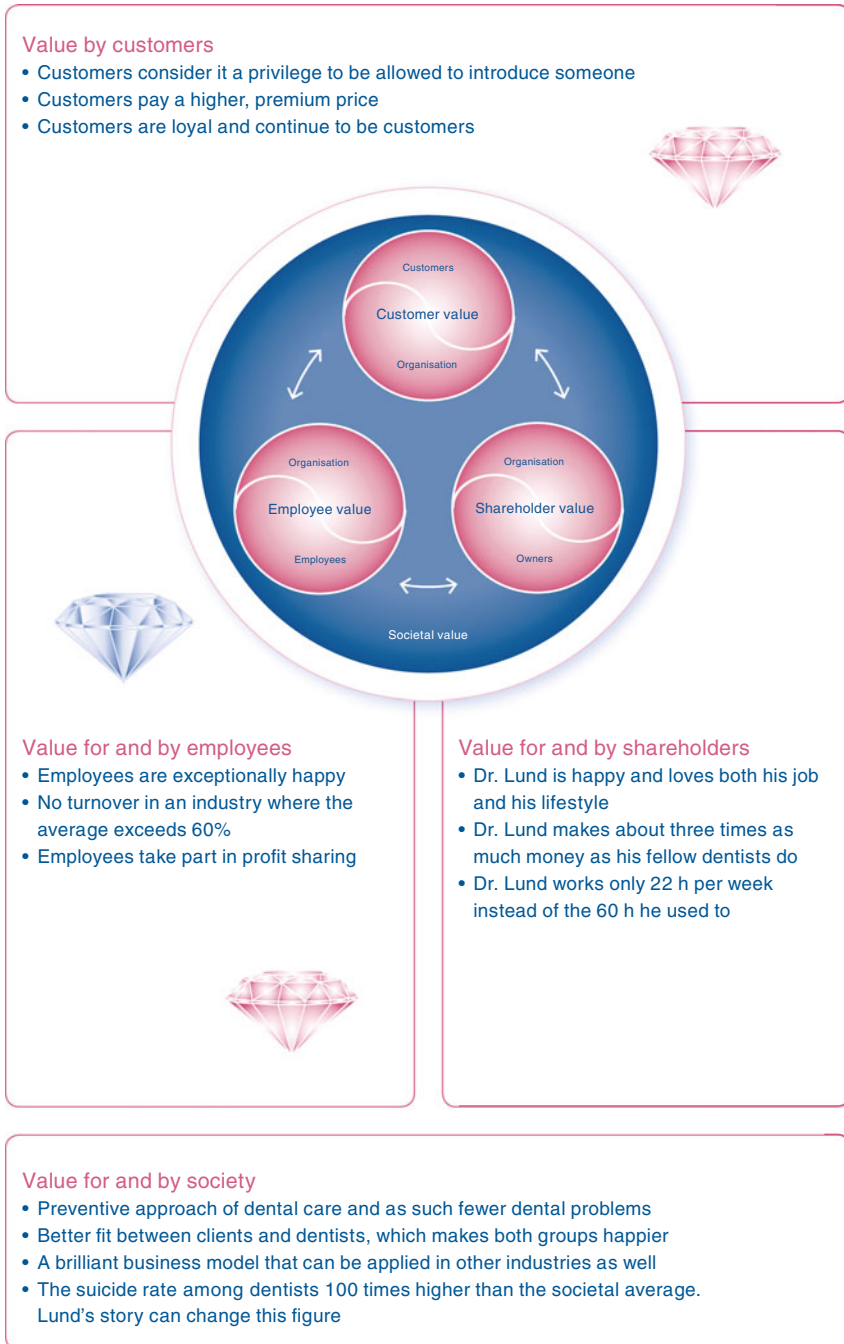 Value by customers
• Customers consider it a privilege to be allowed to introduce someone
• Customers pay a higher, premium price
• Customers are loyal and continue to be customers
Customers
Customer value
Organisation
Organisation
Employee value
Employees
Organisation
Shareholder value
Owners
Societal value
Value for and by employees
• Employees are exceptionally happy
• No turnover in an industry where the
average exceeds 60%
• Employees take part in profit sharing
Value for and by shareholders
• Dr. Lund is happy and loves both his job
and his lifestyle
• Dr. Lund makes about three times as
much money as his fellow dentists do
• Dr. Lund works only 22 h per week
instead of the 60 h he used to
Value for and by society
• Preventive approach of dental care and as such fewer dental problems
• Better fit between clients and dentists, which makes both groups happier
• A brilliant business model that can be applied in other industries as well
• The suicide rate among dentists 100 times higher than the societal average.
Lund’s story can change this figure